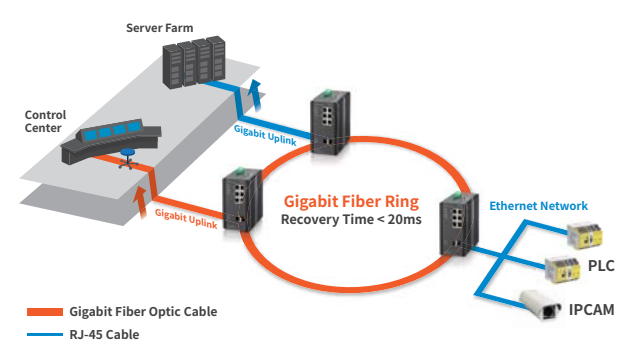 Server Farm
Control
Center
Gigabit Uplink
Gigabit Uplink
Gigabit Fiber Ring
Recovery Time < 20ms
Ethernet Network
PLC
IPCAM
Gigabit Fiber Optic Cable
RJ-45 Cable